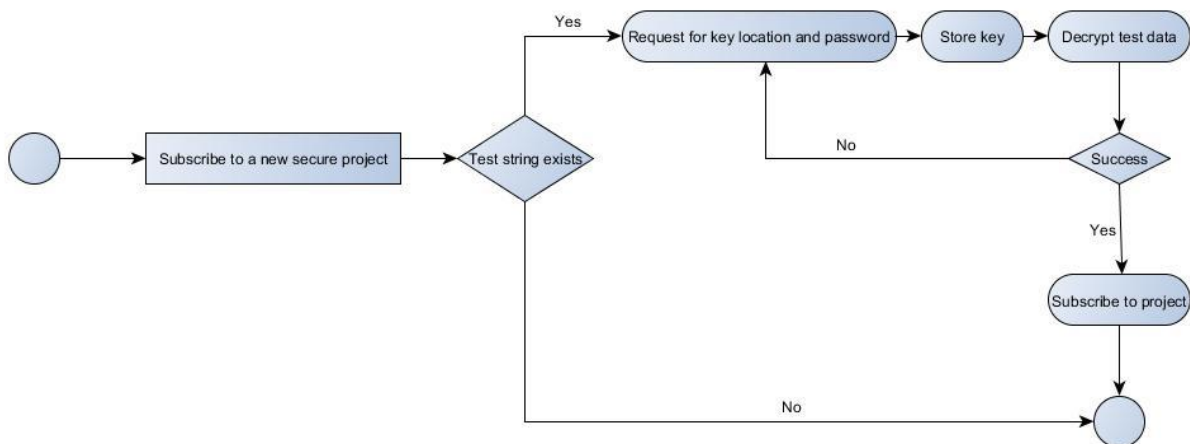 Yes
Request for key location and password
Store key
Decrypt test data
Subscribe to a new secure project
Test string exists
No
Success
Yes
Subscribe to project
No